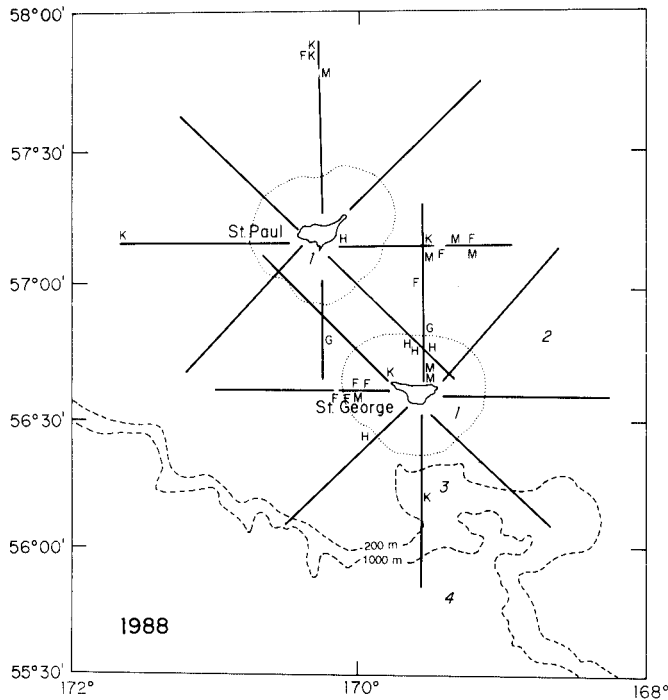 58°00'
K
F K
M
57°30'
St. Paul
K
H
K
M F
1
M F M
57°00'
F
2
G
G
H H H
M
K
M
F F
F F M
St. George
56°30'
1
H
3
K
200 m
56°00'
1000 m
4
1988
55°30'
172°
170°
168°